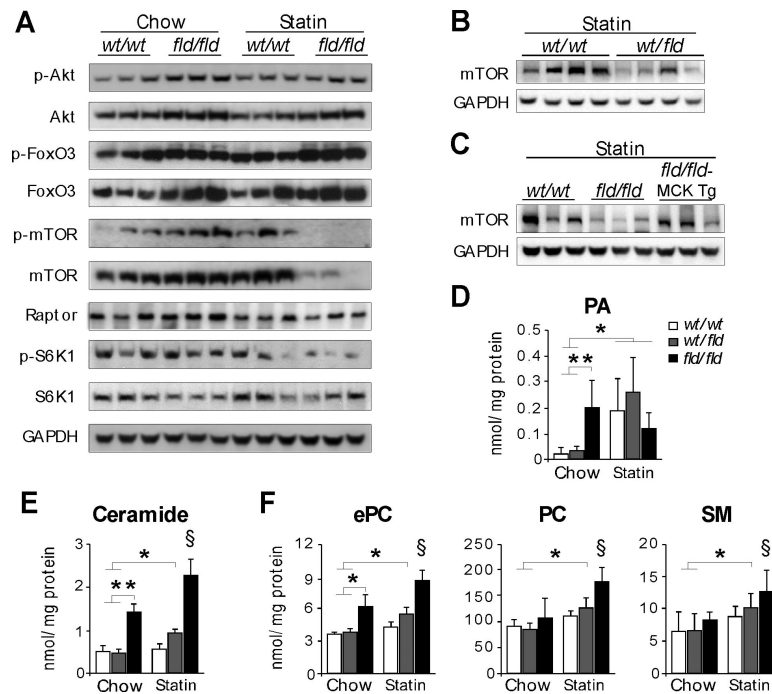 A
Chow Statin
wt/wt fld/fld wt/wt fld/fld
p-Akt
Akt
p-FoxO3
FoxO3
p-mTOR
mTOR
Raptor
p-S6K1
S6K1
GAPDH
B
Statin
wt/wt wt/fld
mTOR
GAPDH
C
Statin
fld/fld-
wt/wt fld/fld MCK Tg
mTOR
GAPDH
D
PA
nmol/ mg protein
0.5
0.4
0.3
0.2
0.1
0
*
**
Chow Statin
wt/wt
wt/fld
fld/fld
E
Ceramide
nmol/ mg protein
3
2
1
0
**
*
§
Chow Statin
F
ePC
nmol/ mg protein
12
9
6
3
0
*
*
§
Chow Statin
PC
250
200
150
100
50
0
*
§
Chow Statin
SM
20
15
10
5
0
*
§
Chow Statin